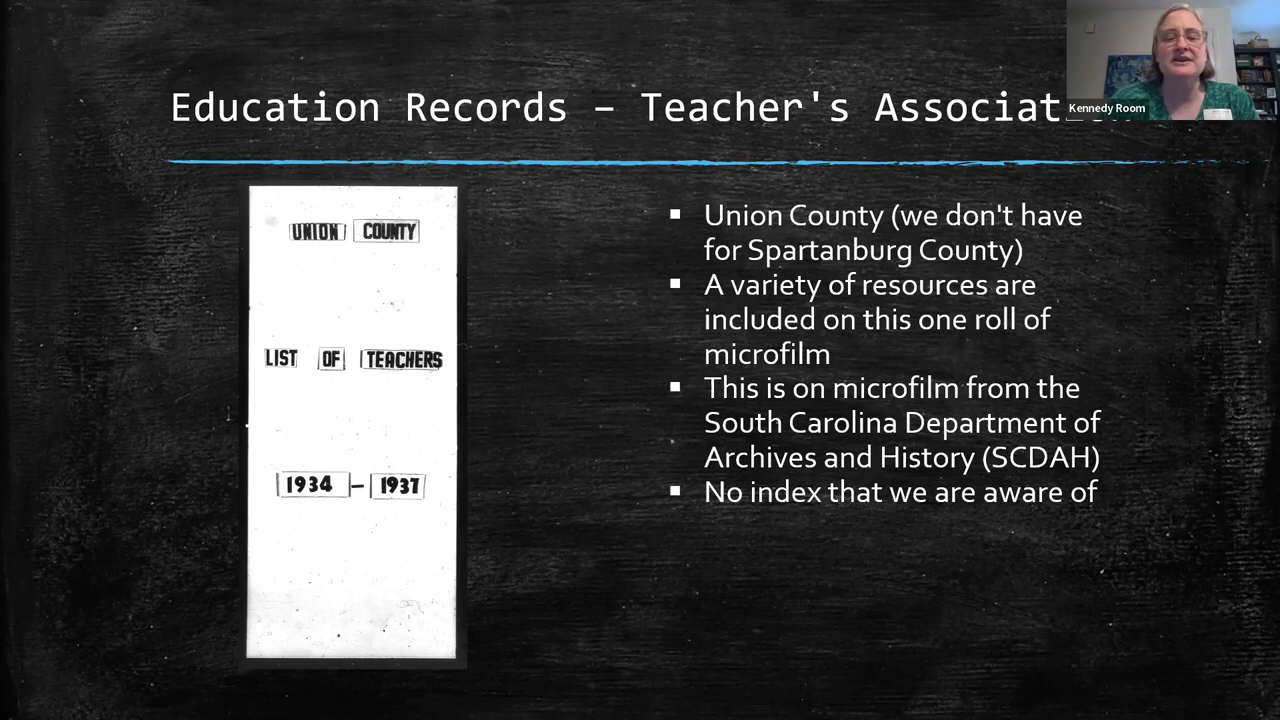 Education Records – Teacher's
Kennedy Room
UNION COUNTY
LIST OF TEACHERS
1934 – 1937
▪ Union County (we don't have
for Spartanburg County)
▪ A variety of resources are
included on this one roll of
microfilm
▪ This is on microfilm from the
South Carolina Department of
Archives and History (SCDAH)
▪ No index that we are aware of